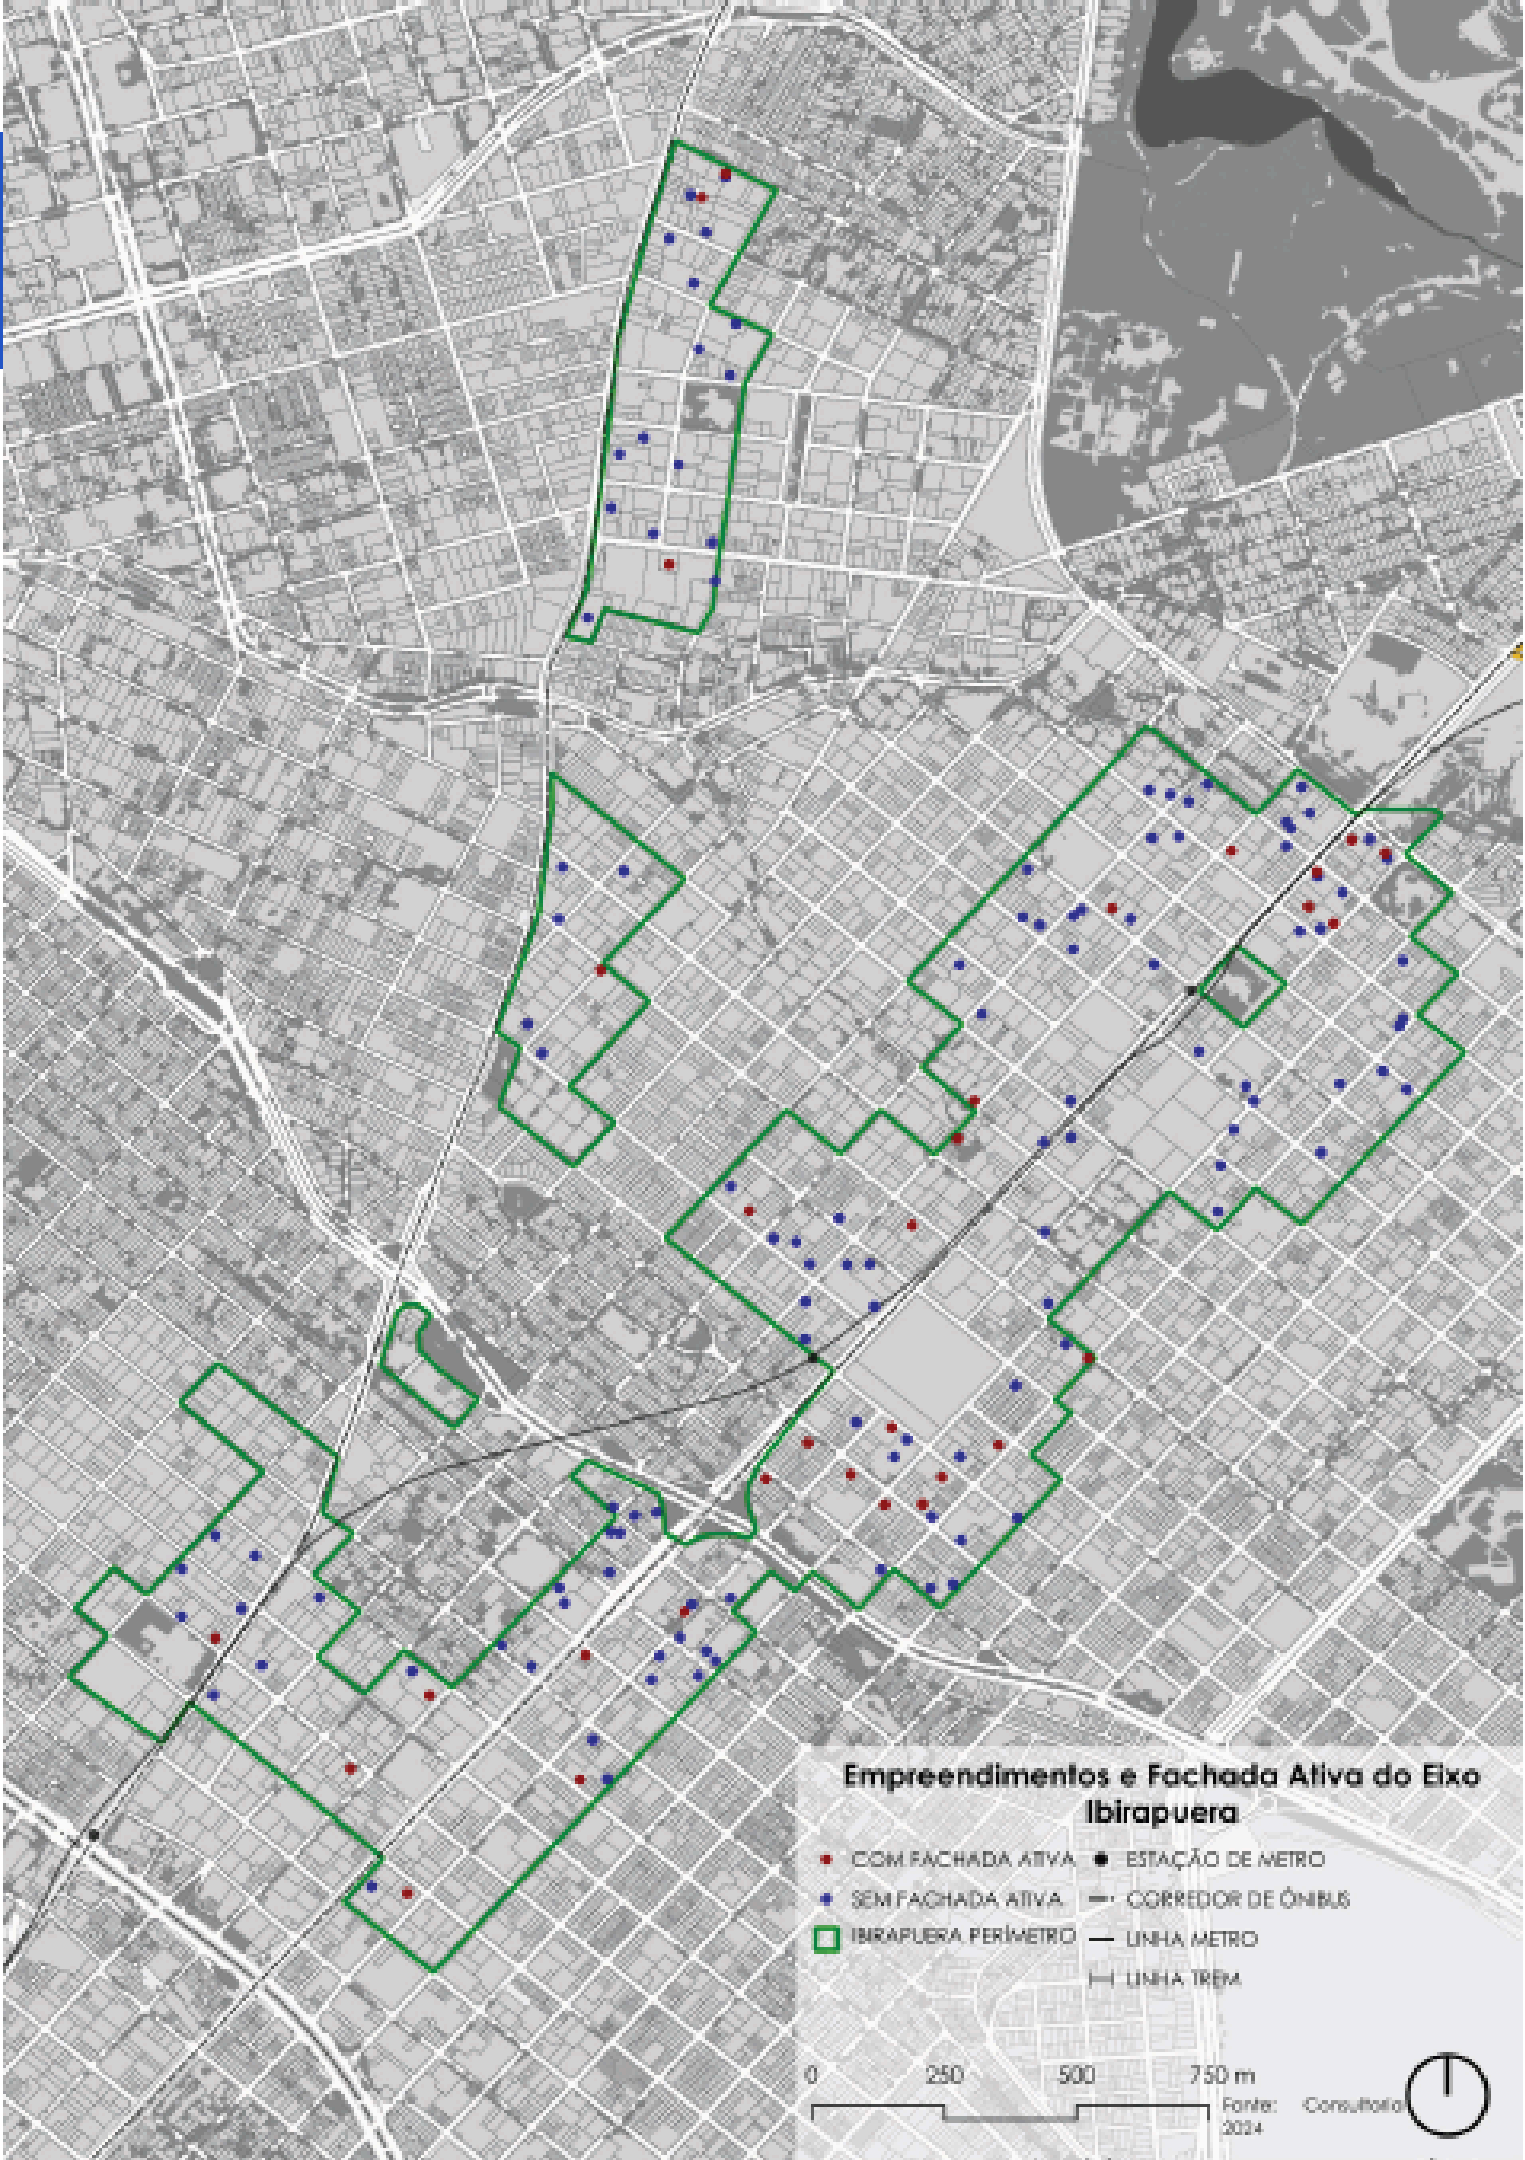 Empreendimentos e Fachada Ativa do Eixo
Ibirapuera
COM FACHADA ATIVA
ESTAÇÃO DE METRO
SEM FACHADA ATIVA
CORREDOR DE ÔNIBUS
IBIRAPUERA PERÍMETRO
LINHA METRO
LINHA TREM
0 250 500 750 m
Fonte: Consultoria
2024